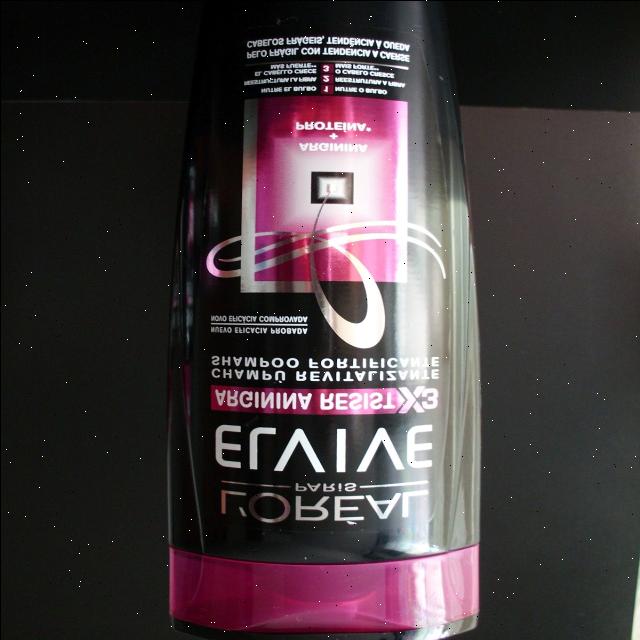 L'ORÉAL
PARIS
ELVIVE
ARGININA RESIST X3
CHAMPÚ REVITALIZANTE
SHAMPOO FORTIFICANTE
NUEVO EFICACIA PROBADA
NOVO EFICÁCIA COMPROVADA
ARGININA
+
PROTEÍNA*
NUTRE EL BULBO 1 NUTRE O BULBO
REESTRUCTURA LA FIBRA 2 REESTRUTURA A FIBRA
EL CABELLO CRECE 3 O CABELO CRESCE
MÁS FUERTE** MAIS FORTE**
PELO FRÁGIL CON TENDENCIA A CAERSE
CABELOS FRÁGEIS, TENDÊNCIA À QUEDA